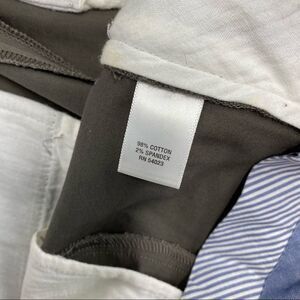 98% COTTON
2% SPANDEX
RN 54023